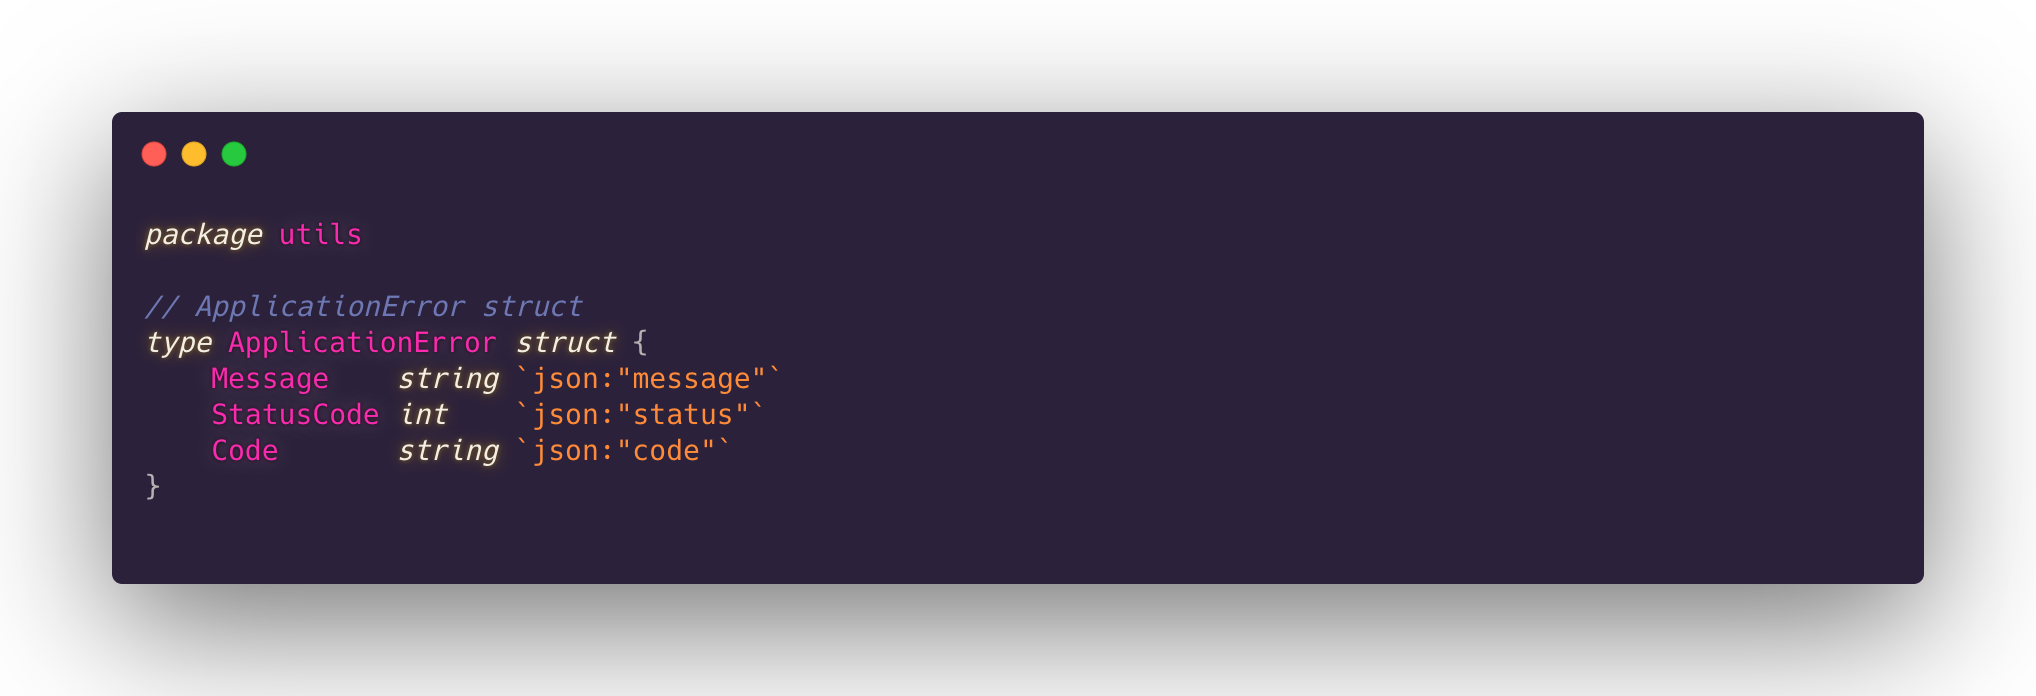 package utils

// ApplicationError struct
type ApplicationError struct {
    Message    string `json:"message"`
    StatusCode int    `json:"status"`
    Code       string `json:"code"`
}